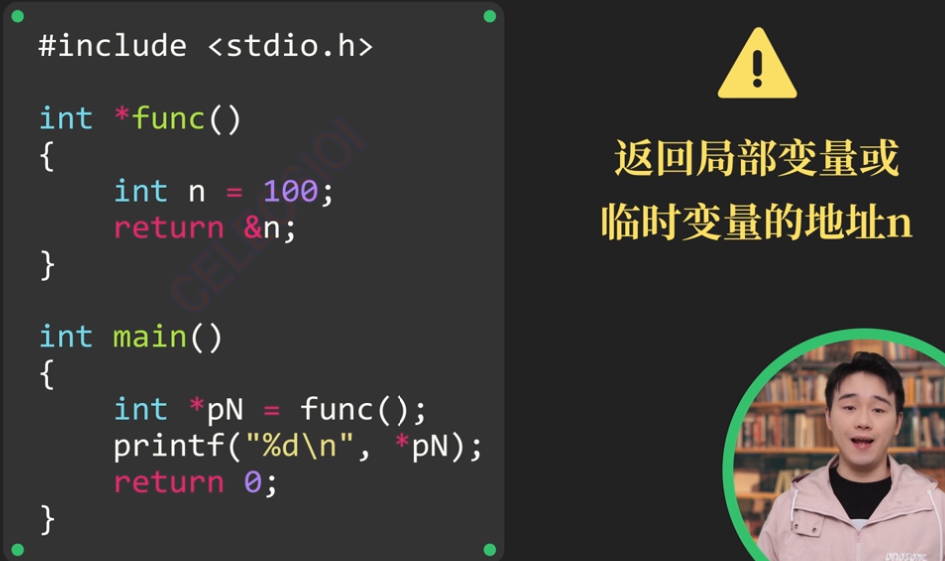 #include <stdio.h>
int *func()
{
int n = 100;
return &n;
}
int main()
{
int *pN = func();
printf("%d\n", *pN);
return 0;
}
返回局部变量或
临时变量的地址n